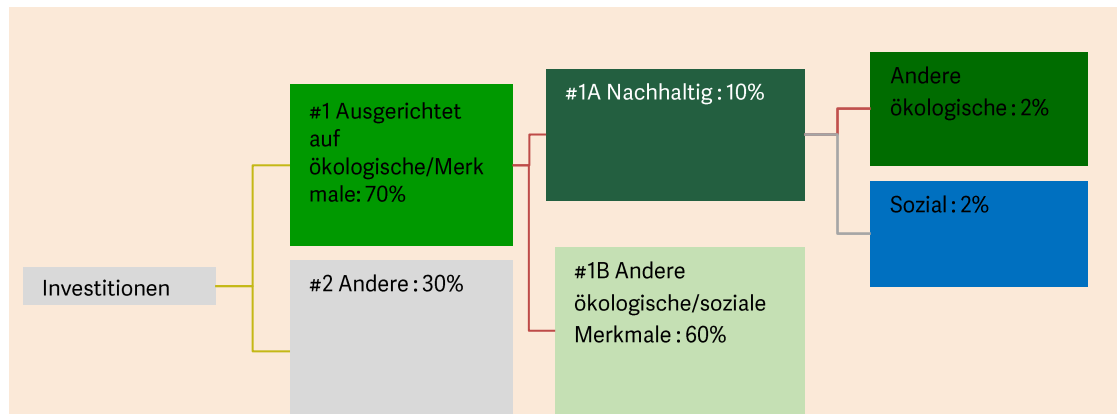 Investitionen
#1 Ausgerichtet
auf
ökologische/Merk
male: 70%
#2 Andere : 30%
#1A Nachhaltig : 10%
#1B Andere
ökologische/soziale
Merkmale : 60%
Andere
ökologische : 2%
Sozial : 2%